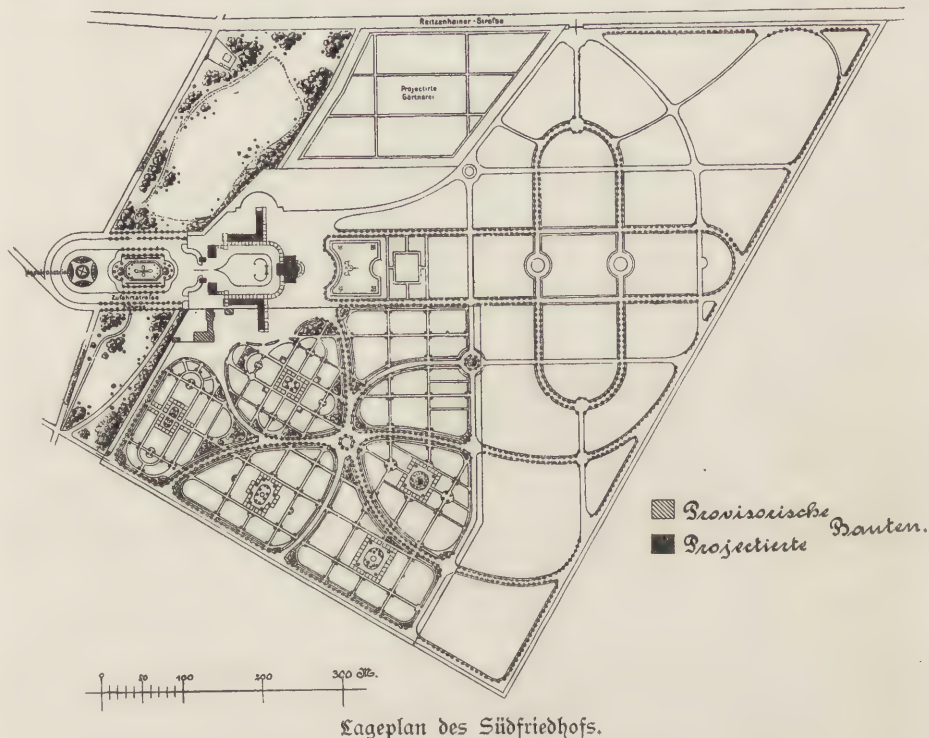 Reitzenhainer-Straße
Projectirte
Gärtnerei
Zufahrtstraße
Provisorische
Bauten.
Projectierte
0 50 100 200 300 M.
Lageplan des Südfriedhofs.